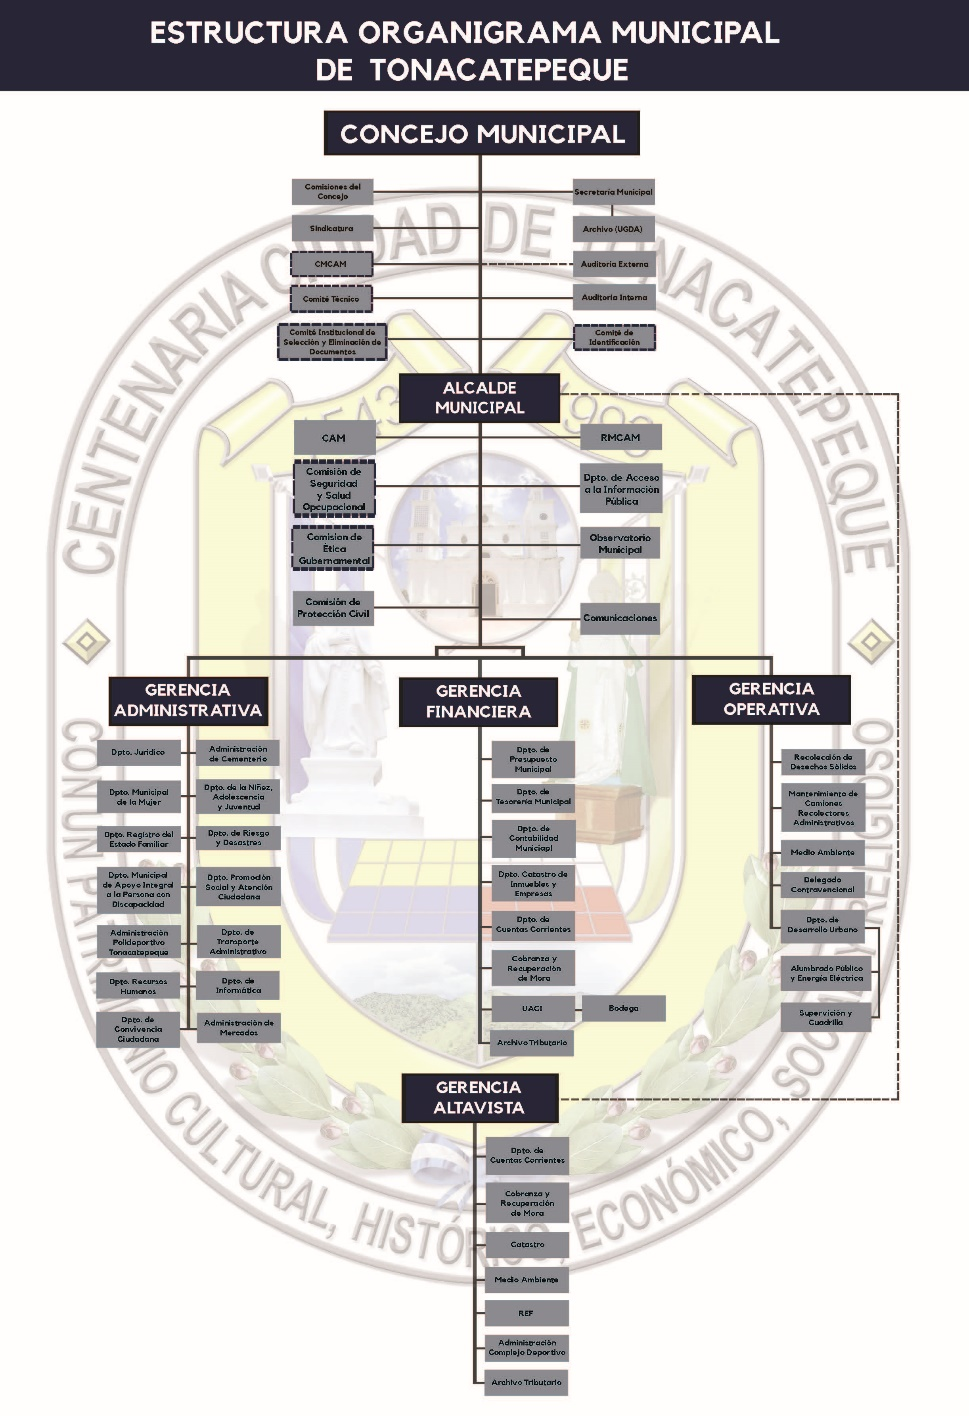 ESTRUCTURA ORGANIGRAMA MUNICIPAL
DE TONACATEPEQUE
CONCEJO MUNICIPAL
Comisiones del
Concejo
Secretaría Municipal
Sindicatura
Archivo (UGDA)
CMCAM
Auditoría Externa
Comité Técnico
Auditoría Interna
Comité Institucional de
Selección y Eliminación de
Documentos
Comité de
Identificación
ALCALDE
MUNICIPAL
CAM
RMCAM
Comisión de
Seguridad
y Salud
Opcupacional
Dpto. de Acceso
a la Información
Pública
Comision de
Ética
Gubernamental
Observatorio
Municipal
Comisión de
Protección Civil
Comunicaciones
GERENCIA
ADMINISTRATIVA
Dpto. Jurídico
Administración
de Cementerio
Dpto. Municipal
de la Mujer
Dpto. de la Niñez,
Adolescencia
y Juventud
Dpto. Registro del
Estado Familiar
Dpto. de Riesgo
y Desastres
Dpto. Municipal
de Apoyo Integral
a la Persona con
Discapacidad
Dpto. Promoción
Social y Atención
Ciudadana
Administración
Polideportivo
Tonacatepeque
Dpto. de
Transporte
Administrativo
Dpto. Recursos
Humanos
Dpto. de
Informática
Dpto. de
Convivencia
Ciudadana
Administración de
Mercados
GERENCIA
FINANCIERA
Dpto. de
Presupuesto
Municipal
Dpto. de
Tesorería Municipal
Dpto. de
Contabilidad
Municiapl
Dpto. Catastro de
Inmuebles y
Empresas
Dpto. de
Cuentas Corrientes
Cobranza y
Recuperación
de Mora
UACI
Bodega
Archivo Tributario
GERENCIA
OPERATIVA
Recolección de
Desechos Sólidos
Mantenimiento de
Camiones
Recolectores
Administrativos
Medio Ambiente
Delegado
Contravencional
Dpto. de
Desarrollo Urbano
Alumbrado Público
y Energía Eléctrica
Supervición y
Cuadrilla
GERENCIA
ALTAVISTA
Dpto. de
Cuentas Corrientes
Cobranza y
Recuperación
de Mora
Catastro
Medio Ambiente
REF
Administración
Complejo Deportivo
Archivo Tributario
CENTENARIA CIUDAD DE TONACATEPEQUE
1543
CULTURAL, HISTÓRICO, ECONÓMICO,
RELIGIOSO